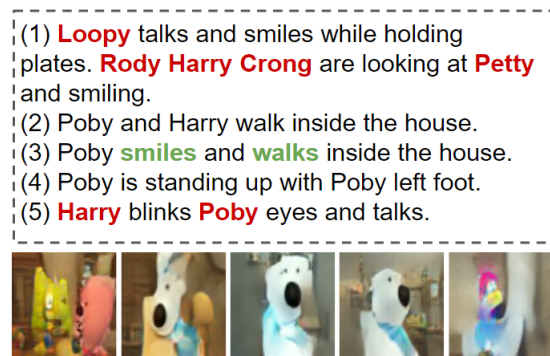 (1) Loopy talks and smiles while holding
plates. Rody Harry Crong are looking at Petty
and smiling.
(2) Poby and Harry walk inside the house.
(3) Poby smiles and walks inside the house.
(4) Poby is standing up with Poby left foot.
(5) Harry blinks Poby eyes and talks.